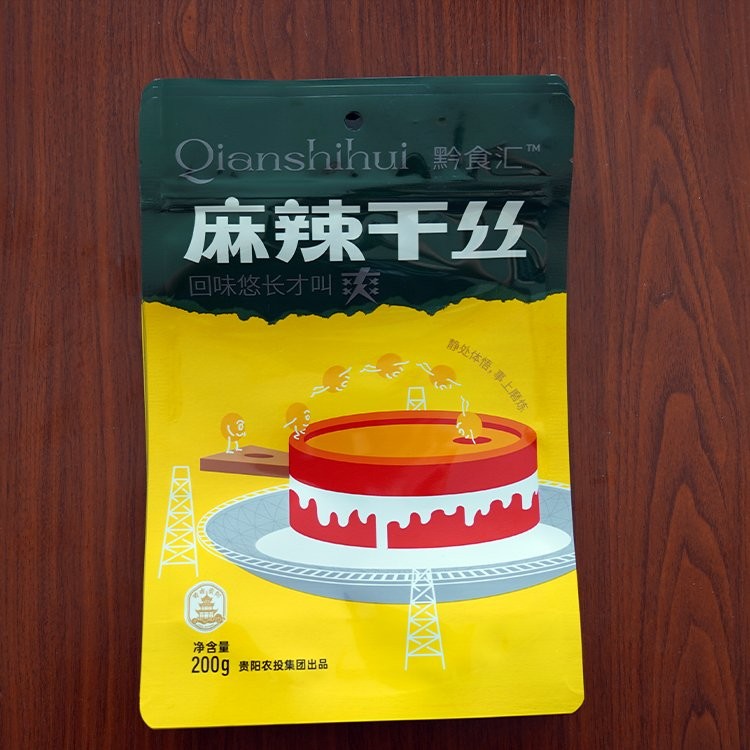 Qianshihui 黔食汇™
麻辣干丝
回味悠长才叫爽
静处体悟，事上磨炼
净含量
200g 贵阳农投集团出品